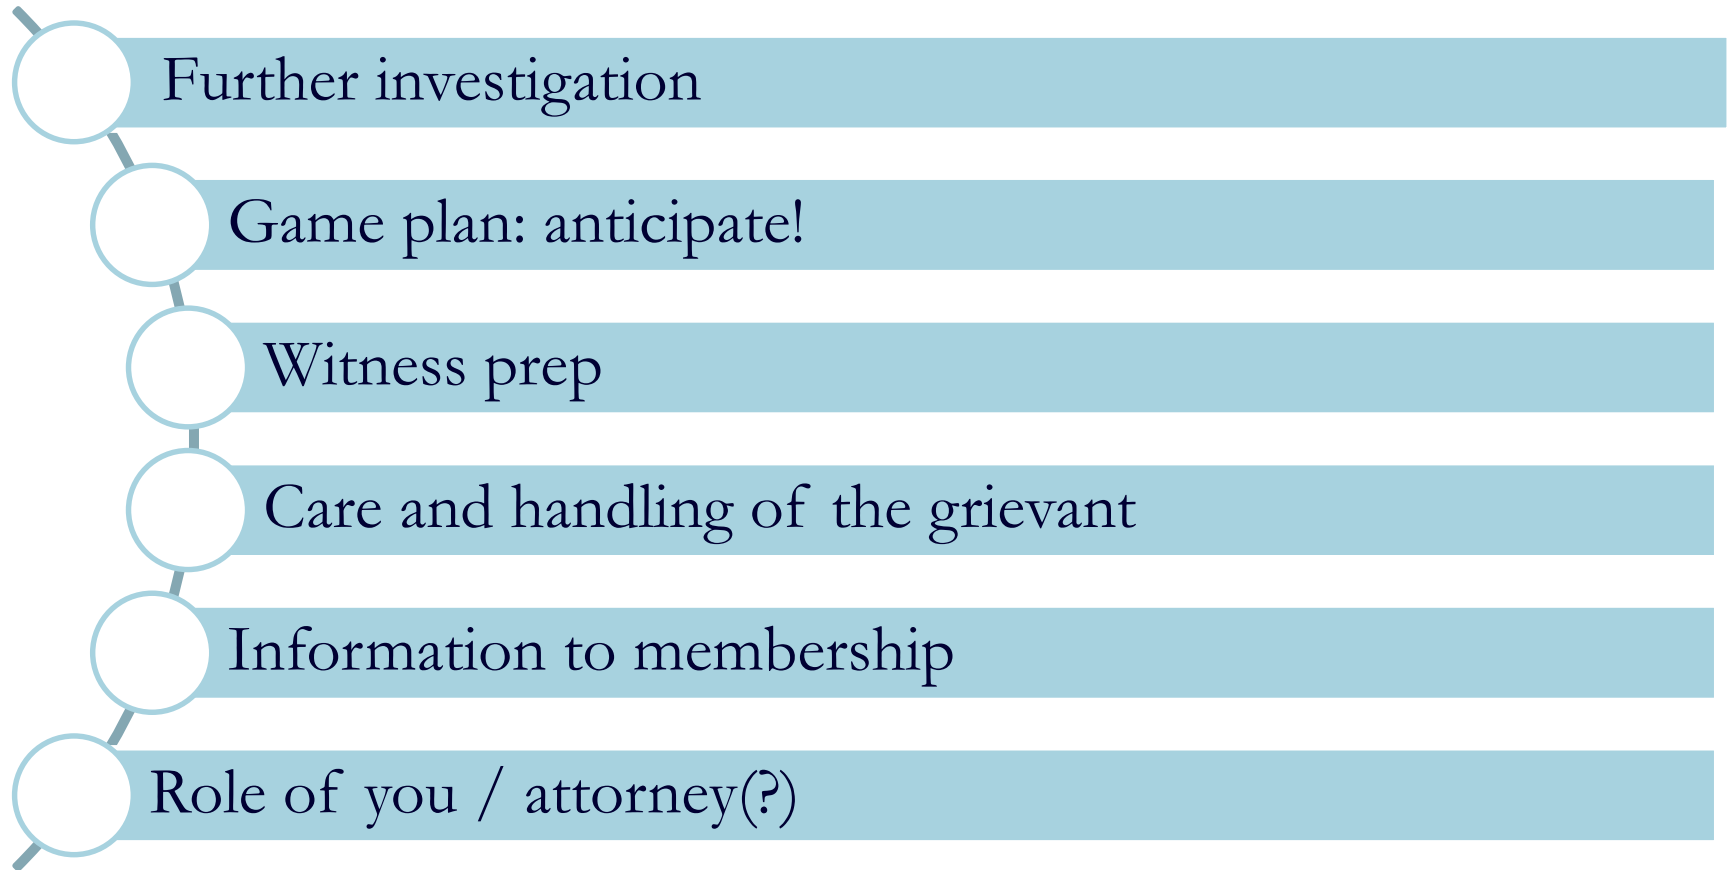 Further investigation
Game plan: anticipate!
Witness prep
Care and handling of the grievant
Information to membership
Role of you / attorney(?)